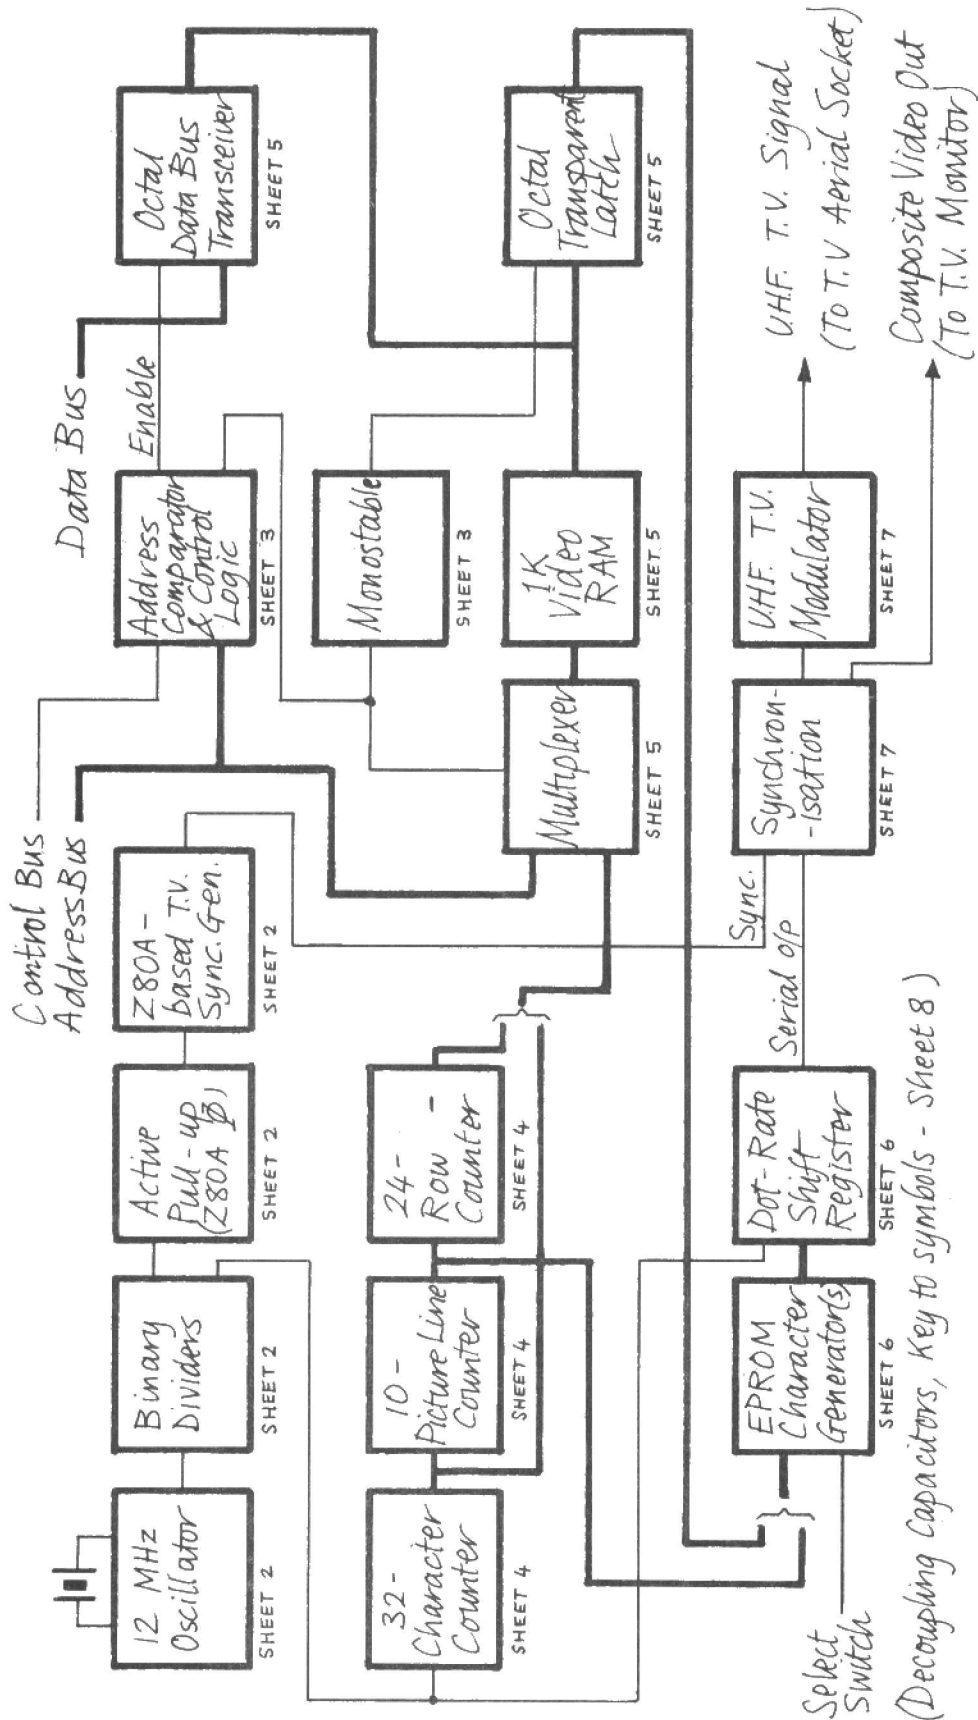 Control Bus
Address Bus
Data Bus
12 MHz
Oscillator
SHEET 2
Binary
Dividers
SHEET 2
Active
Pull-up
(Z80A Ø)
SHEET 2
Z80A-
based T.V.
Sync. Gen.
SHEET 2
Address
Comparator
& Control
Logic
SHEET 3
Enable
Octal
Data Bus
Transceiver
SHEET 5
Monostable
SHEET 3
32-
Character
Counter
SHEET 4
10-
Picture Line
Counter
SHEET 4
24-
Row-
Counter
SHEET 4
Multiplexer
SHEET 5
1K
Video
RAM
SHEET 5
Octal
Transparent
Latch
SHEET 5
Select
Switch
EPROM
Character
Generator(s)
SHEET 6
Dot-Rate
Shift
Register
SHEET 6
Serial o/p
Sync.
Synchron-
-isation
SHEET 7
U.H.F. T.V.
Modulator
SHEET 7
U.H.F. T.V. Signal
(To T.V Aerial Socket)
Composite Video Out
(To T.V. Monitor)
(Decoupling Capacitors, Key to symbols - Sheet 8)